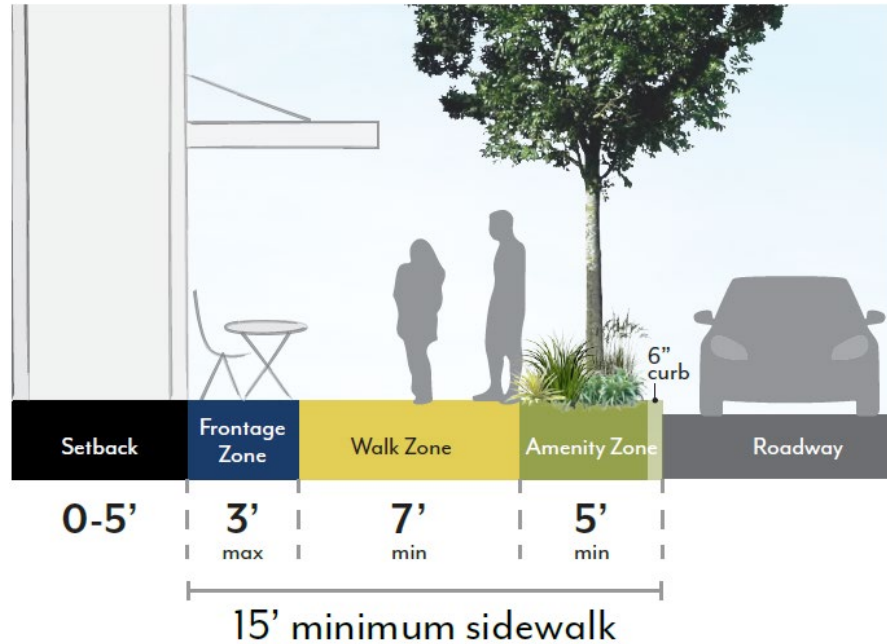 6”
curb
Setback
Frontage
Zone
Walk Zone
Amenity Zone
Roadway
0-5’
3’
max
7’
min
5’
min
15’ minimum sidewalk